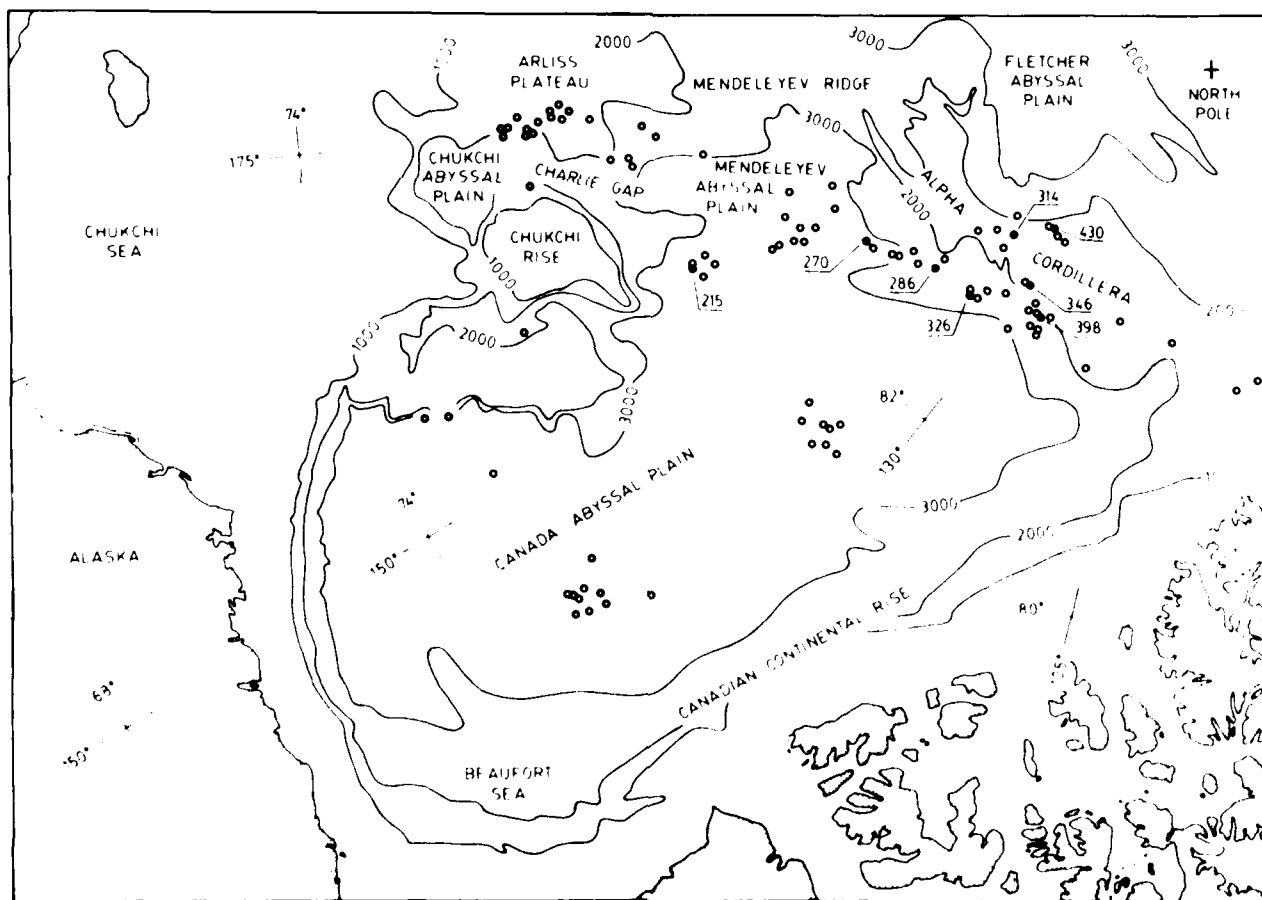 2000
3000
ARLISS
PLATEAU
MENDELEYEV RIDGE
FLETCHER
ABYSSAL
PLAIN
3000
NORTH
POLE
74°
175°
3000
CHUKCHI
ABYSSAL
PLAIN
CHARLIE GAP
MENDELEYEV
ABYSSAL
PLAIN
ALPHA
2000
314
430
CHUKCHI
SEA
CHUKCHI
RISE
1000
215
270
286
CORDILLERA
346
326
398
1000
2000
3000
82°
130°
74°
150°
CANADA ABYSSAL PLAIN
3000
2000
ALASKA
CANADIAN CONTINENTAL RISE
80°
63°
BEAUFORT
SEA